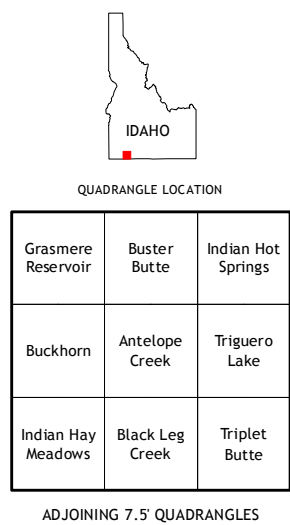 IDAHO
QUADRANGLE LOCATION
Grasmere
Reservoir
Buster
Butte
Indian Hot
Springs
Buckhorn
Antelope
Creek
Triguero
Lake
Indian Hay
Meadows
Black Leg
Creek
Triplet
Butte
ADJOINING 7.5' QUADRANGLES